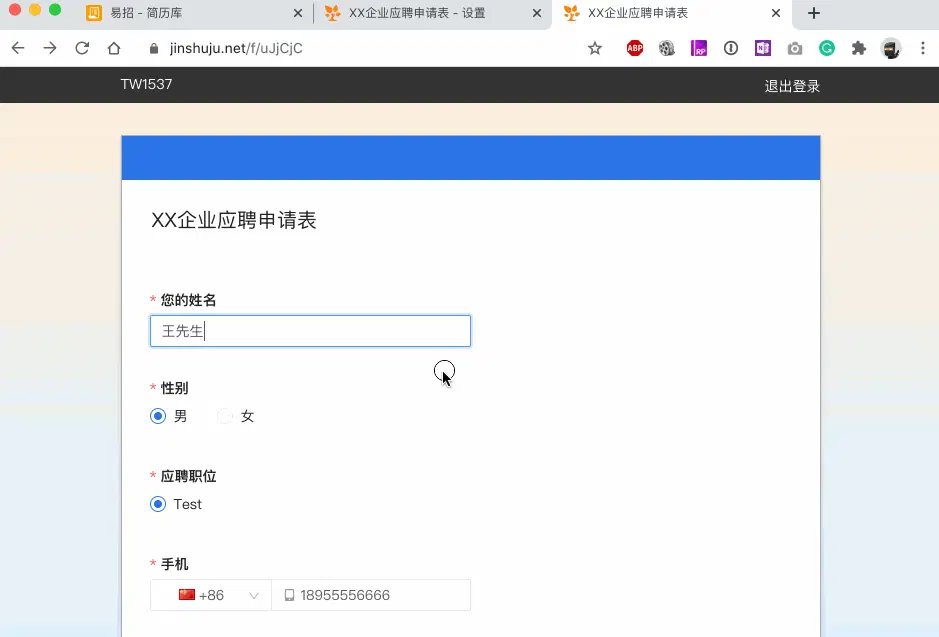 易招 - 简历库
XX企业应聘申请表 - 设置
XX企业应聘申请表
jinshuju.net/f/uJjCjC
ABP
RP
N
G
TW1537
退出登录
XX企业应聘申请表
* 您的姓名
王先生
* 性别
男 女
* 应聘职位
Test
* 手机
+86 18955556666